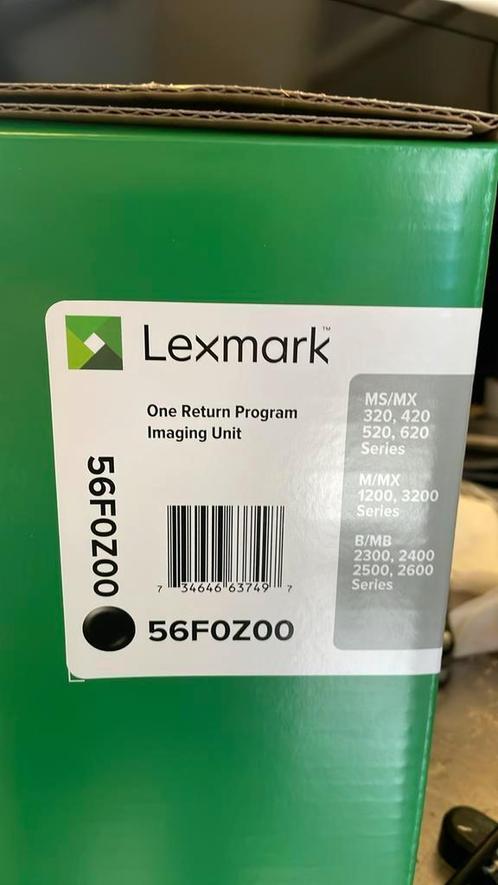 Lexmark™
One Return Program
Imaging Unit
MS/MX
320, 420
520, 620
Series
M/MX
1200, 3200
Series
B/MB
2300, 2400
2500, 2600
Series
56F0Z00
7 34646 63749 7
56F0Z00